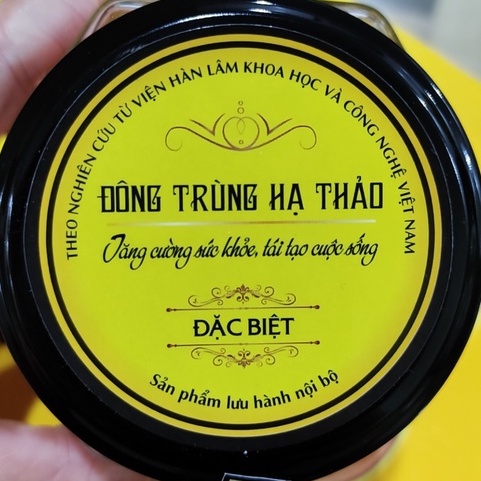 THEO NGHIÊN CỨU TỪ VIỆN HÀN LÂM KHOA HỌC VÀ CÔNG NGHỆ VIỆT NAM
ĐÔNG TRÙNG HẠ THẢO
Tăng cường sức khỏe, tái tạo cuộc sống
ĐẶC BIỆT
Sản phẩm lưu hành nội bộ